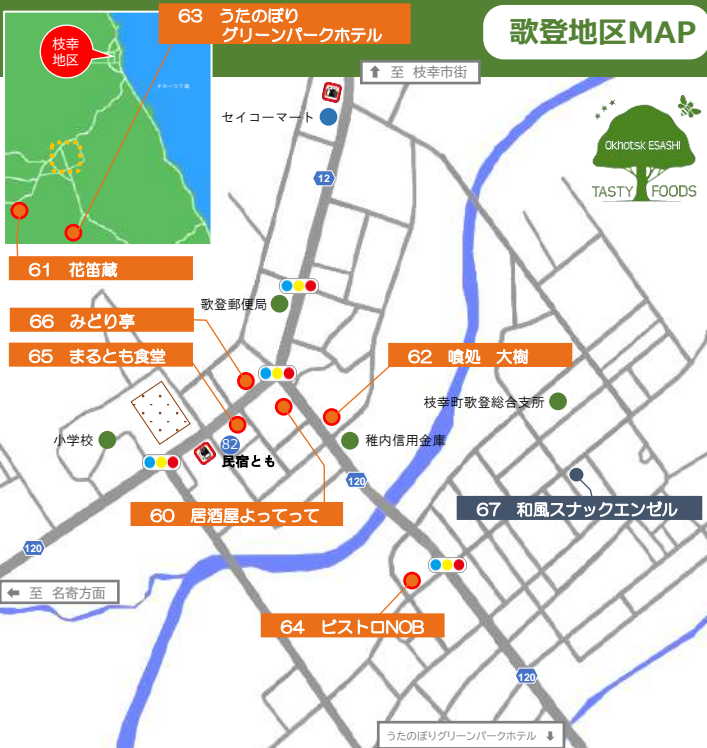 63 うたのぼり
グリーンパークホテル
歌登地区MAP
枝幸
地区
オホーツク海
↑ 至 枝幸市街
セイコーマート
Okhotsk ESASHI
TASTY FOODS
12
61 花笛蔵
歌登郵便局
66 みどり亭
65 まるとも食堂
62 喰処 大樹
枝幸町歌登総合支所
小学校
82
民宿とも
稚内信用金庫
120
60 居酒屋よってって
67 和風スナックエンゼル
120
← 至 名寄方面
64 ビストロNOB
120
うたのぼりグリーンパークホテル ↓